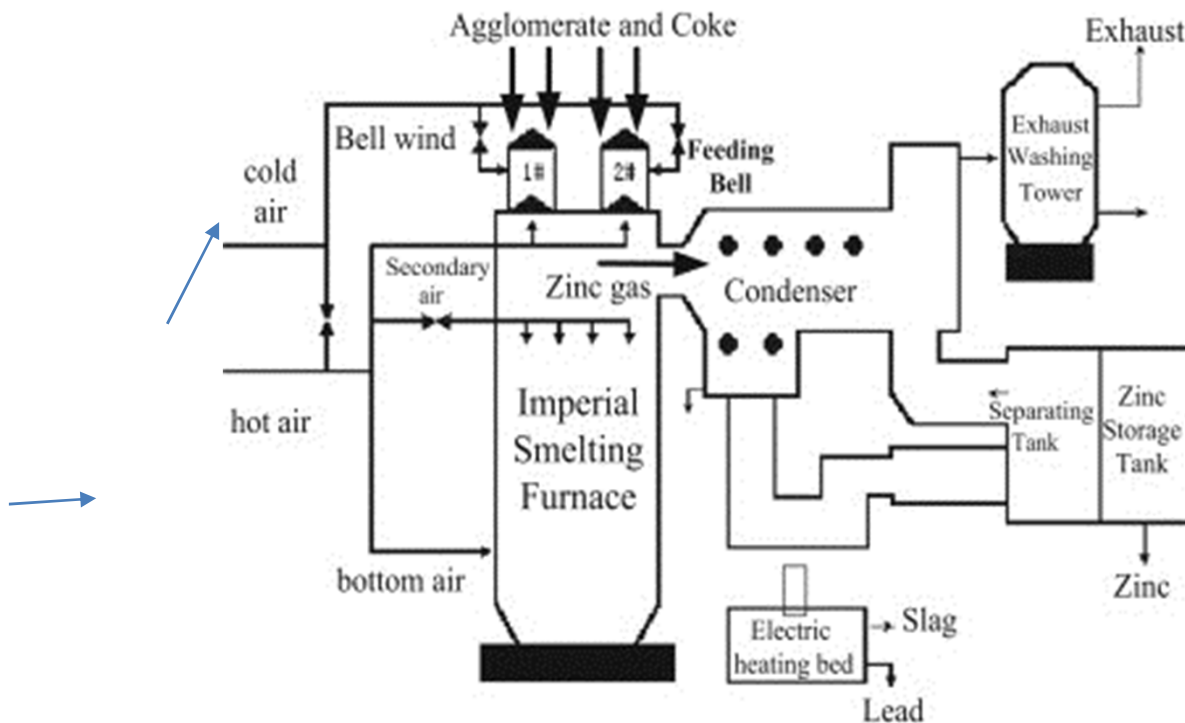 Agglomerate and Coke
Exhaust
Bell wind
1#
2#
Feeding
Bell
Exhaust
Washing
Tower
cold
air
Secondary
air
Zinc gas
Condenser
hot air
Imperial
Smelting
Furnace
Separating
Tank
Zinc
Storage
Tank
bottom air
Zinc
Electric
heating bed
Slag
Lead